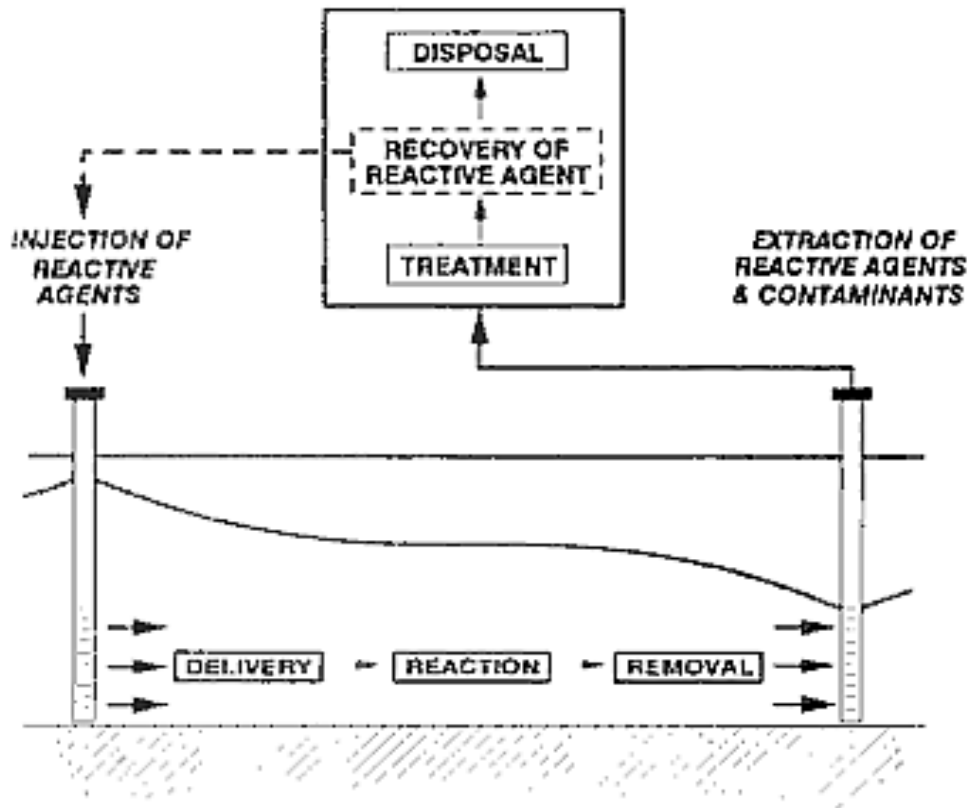 DISPOSAL
RECOVERY OF
REACTIVE AGENT
TREATMENT
INJECTION OF
REACTIVE
AGENTS
EXTRACTION OF
REACTIVE AGENTS
& CONTAMINANTS
DELIVERY
REACTION
REMOVAL